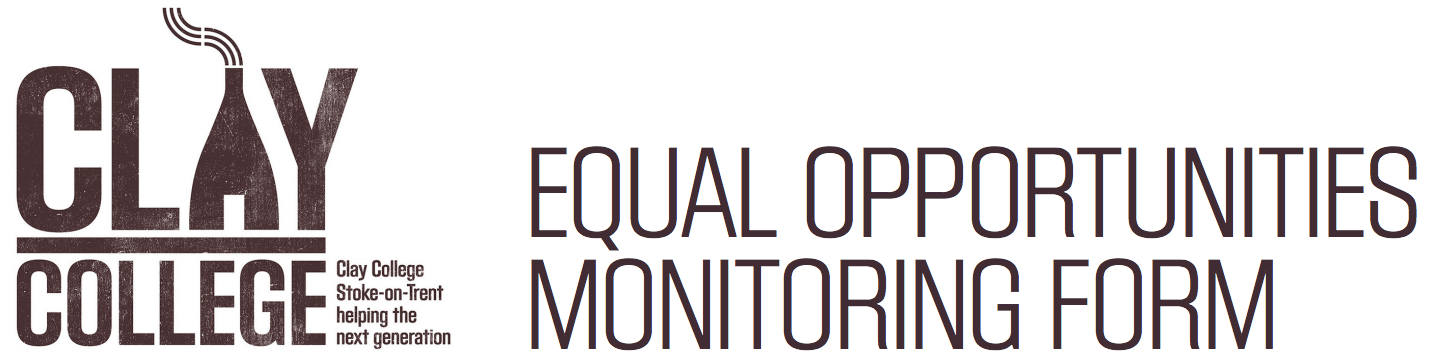 CLAY
COLLEGE
Clay College
Stoke-on-Trent
helping the
next generation
EQUAL OPPORTUNITIES
MONITORING FORM